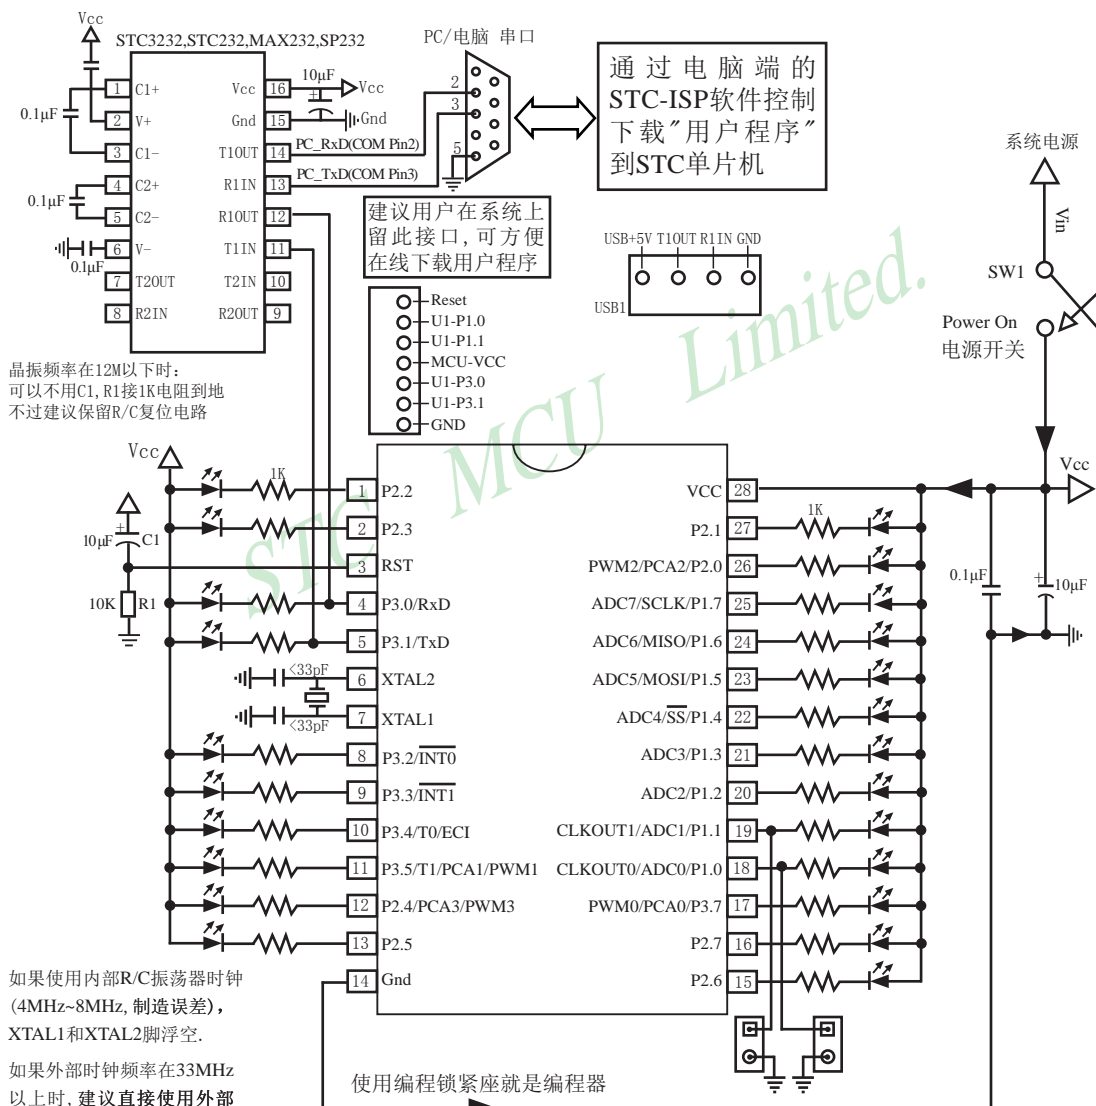 Vcc
STC3232,STC232,MAX232,SP232
1 C1+
2 V+
3 C1-
4 C2+
5 C2-
6 V-
7 T2OUT
8 R2IN
Vcc 16
Gnd 15
T1OUT 14
R1IN 13
R1OUT 12
T1IN 11
T2IN 10
R2OUT 9
0.1μF
0.1μF
0.1μF
10μF
+
Vcc
Gnd
PC_RxD(COM Pin2)
PC_TxD(COM Pin3)
PC/电脑 串口
2
3
5
通过电脑端的
STC-ISP软件控制
下载″用户程序″
到STC单片机
建议用户在系统上
留此接口,可方便
在线下载用户程序
USB+5V T1OUT R1IN GND
USB1
Reset
U1-P1.0
U1-P1.1
MCU-VCC
U1-P3.0
U1-P3.1
GND
系统电源
Vin
SW1
Power On
电源开关
Vcc
0.1μF
+
10μF
晶振频率在12M以下时:
可以不用C1,R1接1K电阻到地
不过建议保留R/C复位电路
Vcc
1K
+
10μF C1
10K R1
<33pF
<33pF
1 P2.2
2 P2.3
3 RST
4 P3.0/RxD
5 P3.1/TxD
6 XTAL2
7 XTAL1
8 P3.2/INT0
9 P3.3/INT1
10 P3.4/T0/ECI
11 P3.5/T1/PCA1/PWM1
12 P2.4/PCA3/PWM3
13 P2.5
14 Gnd
VCC 28
P2.1 27
PWM2/PCA2/P2.0 26
ADC7/SCLK/P1.7 25
ADC6/MISO/P1.6 24
ADC5/MOSI/P1.5 23
ADC4/SS/P1.4 22
ADC3/P1.3 21
ADC2/P1.2 20
CLKOUT1/ADC1/P1.1 19
CLKOUT0/ADC0/P1.0 18
PWM0/PCA0/P3.7 17
P2.7 16
P2.6 15
1K
STC MCU Limited.
如果使用内部R/C振荡器时钟
(4MHz~8MHz,制造误差),
XTAL1和XTAL2脚浮空.
如果外部时钟频率在33MHz
以上时,建议直接使用外部
使用编程锁紧座就是编程器